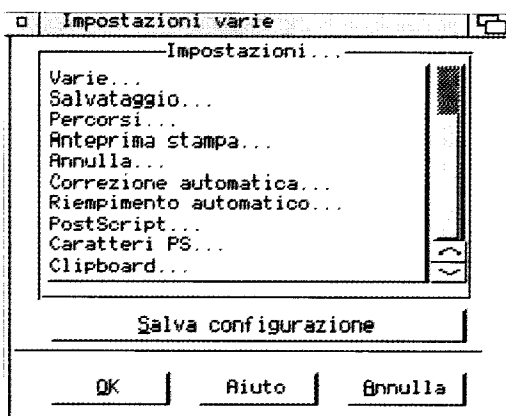 Impostazioni varie
Impostazioni...
Varie...
Salvataggio...
Percorsi...
Anteprima stampa...
Annulla...
Correzione automatica...
Riempimento automatico...
PostScript...
Caratteri PS...
Clipboard...
Salva configurazione
OK Aiuto Annulla